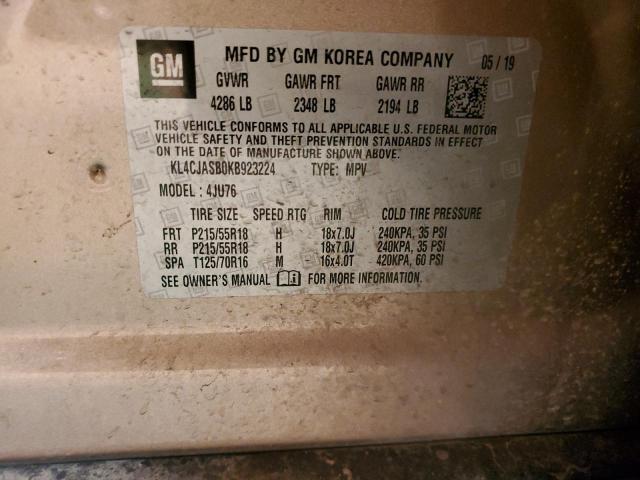 GM MFD BY GM KOREA COMPANY 05 / 19
GVWR GAWR FRT GAWR RR
4286 LB 2348 LB 2194 LB
THIS VEHICLE CONFORMS TO ALL APPLICABLE U.S. FEDERAL MOTOR
VEHICLE SAFETY AND THEFT PREVENTION STANDARDS IN EFFECT
ON THE DATE OF MANUFACTURE SHOWN ABOVE.
KL4CJASB0KB923224 TYPE: MPV
MODEL: 4JU76
TIRE SIZE SPEED RTG RIM COLD TIRE PRESSURE
FRT P215/55R18 H 18x7.0J 240KPA, 35 PSI
RR P215/55R18 H 18x7.0J 240KPA, 35 PSI
SPA T125/70R16 M 16x4.0T 420KPA, 60 PSI
SEE OWNER'S MANUAL FOR MORE INFORMATION.